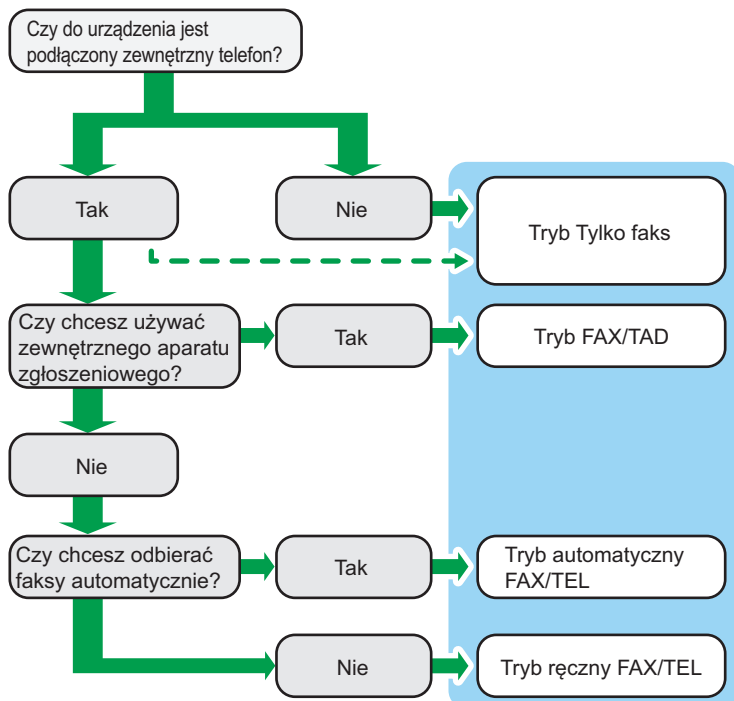 Czy do urządzenia jest
podłączony zewnętrzny telefon?
Tak
Nie
Tryb Tylko faks
Czy chcesz używać
zewnętrznego aparatu
zgłoszeniowego?
Tak
Tryb FAX/TAD
Nie
Czy chcesz odbierać
faksy automatycznie?
Tak
Tryb automatyczny
FAX/TEL
Nie
Tryb ręczny FAX/TEL